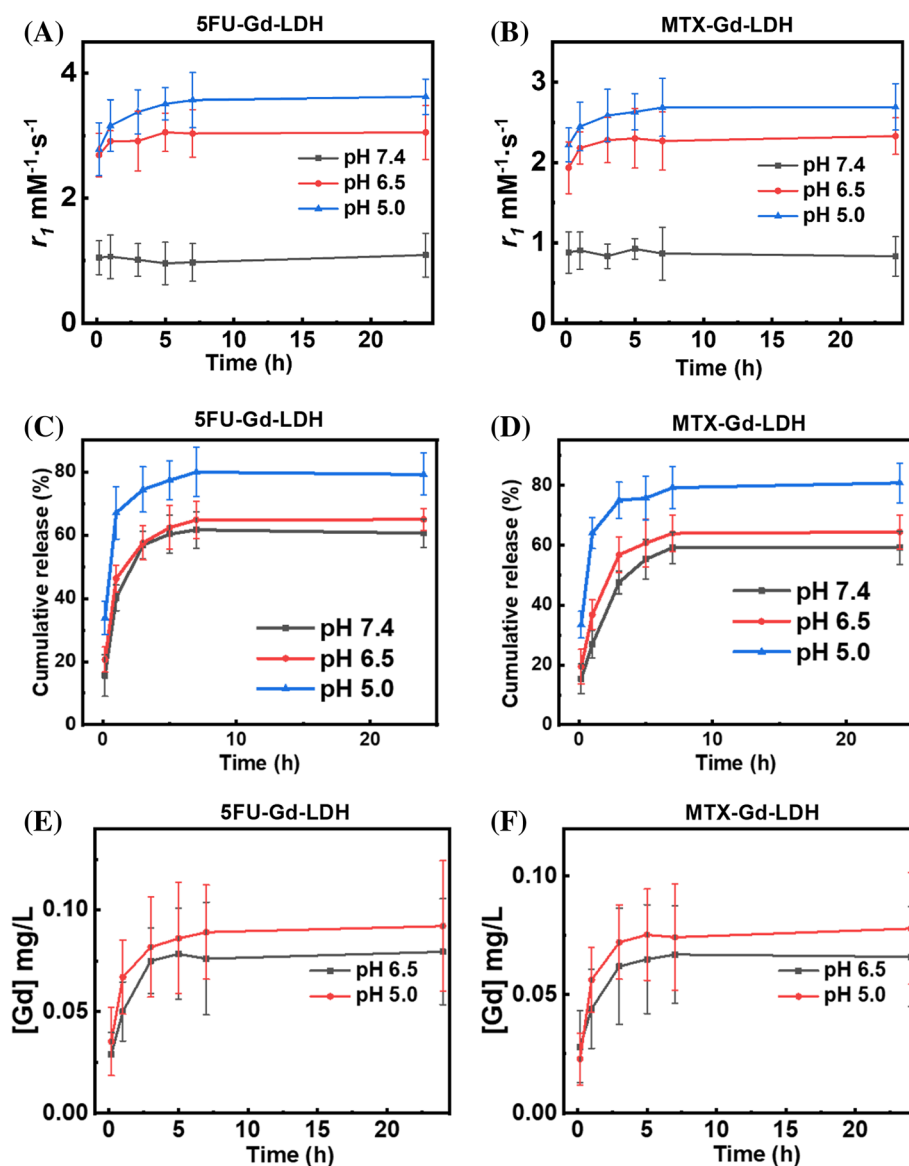 (A)
5FU-Gd-LDH
4
2
0
r1 mM-1·s-1
pH 7.4
pH 6.5
pH 5.0
0 5 10 15 20
Time (h)
(B)
MTX-Gd-LDH
3
2
1
0
r1 mM-1·s-1
pH 7.4
pH 6.5
pH 5.0
0 5 10 15 20
Time (h)
(C)
5FU-Gd-LDH
80
60
40
20
0
Cumulative release (%)
pH 7.4
pH 6.5
pH 5.0
0 10 20
Time (h)
(D)
MTX-Gd-LDH
80
60
40
20
0
Cumulative release (%)
pH 7.4
pH 6.5
pH 5.0
0 10 20
Time (h)
(E)
5FU-Gd-LDH
0.10
0.05
0.00
[Gd] mg/L
pH 6.5
pH 5.0
0 5 10 15 20
Time (h)
(F)
MTX-Gd-LDH
0.10
0.05
0.00
[Gd] mg/L
pH 6.5
pH 5.0
0 5 10 15 20
Time (h)